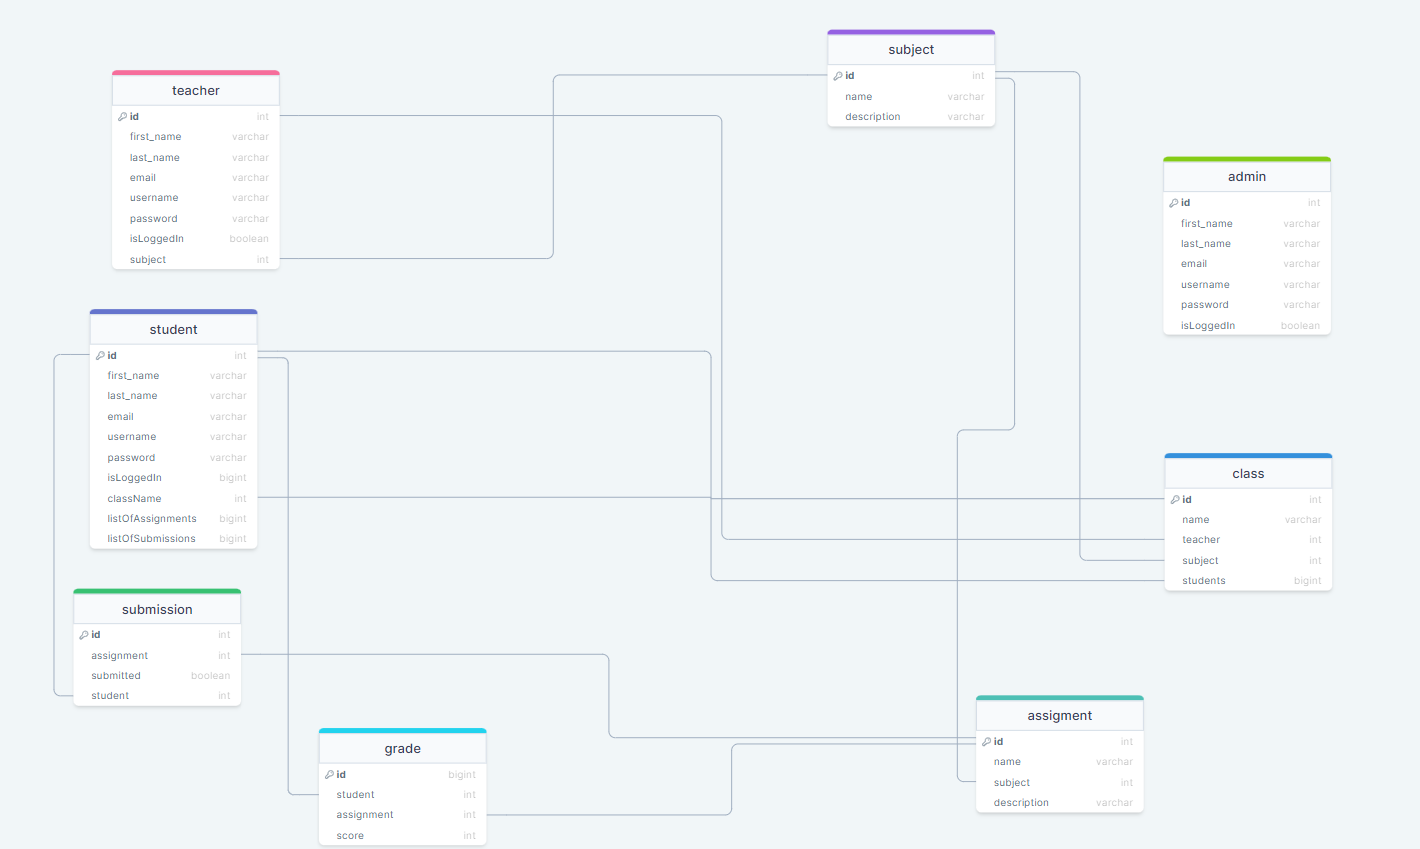 subject
id int
name varchar
description varchar
teacher
id int
first_name varchar
last_name varchar
email varchar
username varchar
password varchar
isLoggedIn boolean
subject int
admin
id int
first_name varchar
last_name varchar
email varchar
username varchar
password varchar
isLoggedIn boolean
student
id int
first_name varchar
last_name varchar
email varchar
username varchar
password varchar
isLoggedIn bigint
className int
listOfAssignments bigint
listOfSubmissions bigint
class
id int
name varchar
teacher int
subject int
students bigint
submission
id int
assignment int
submitted boolean
student int
assigment
id int
name varchar
subject int
description varchar
grade
id bigint
student int
assignment int
score int